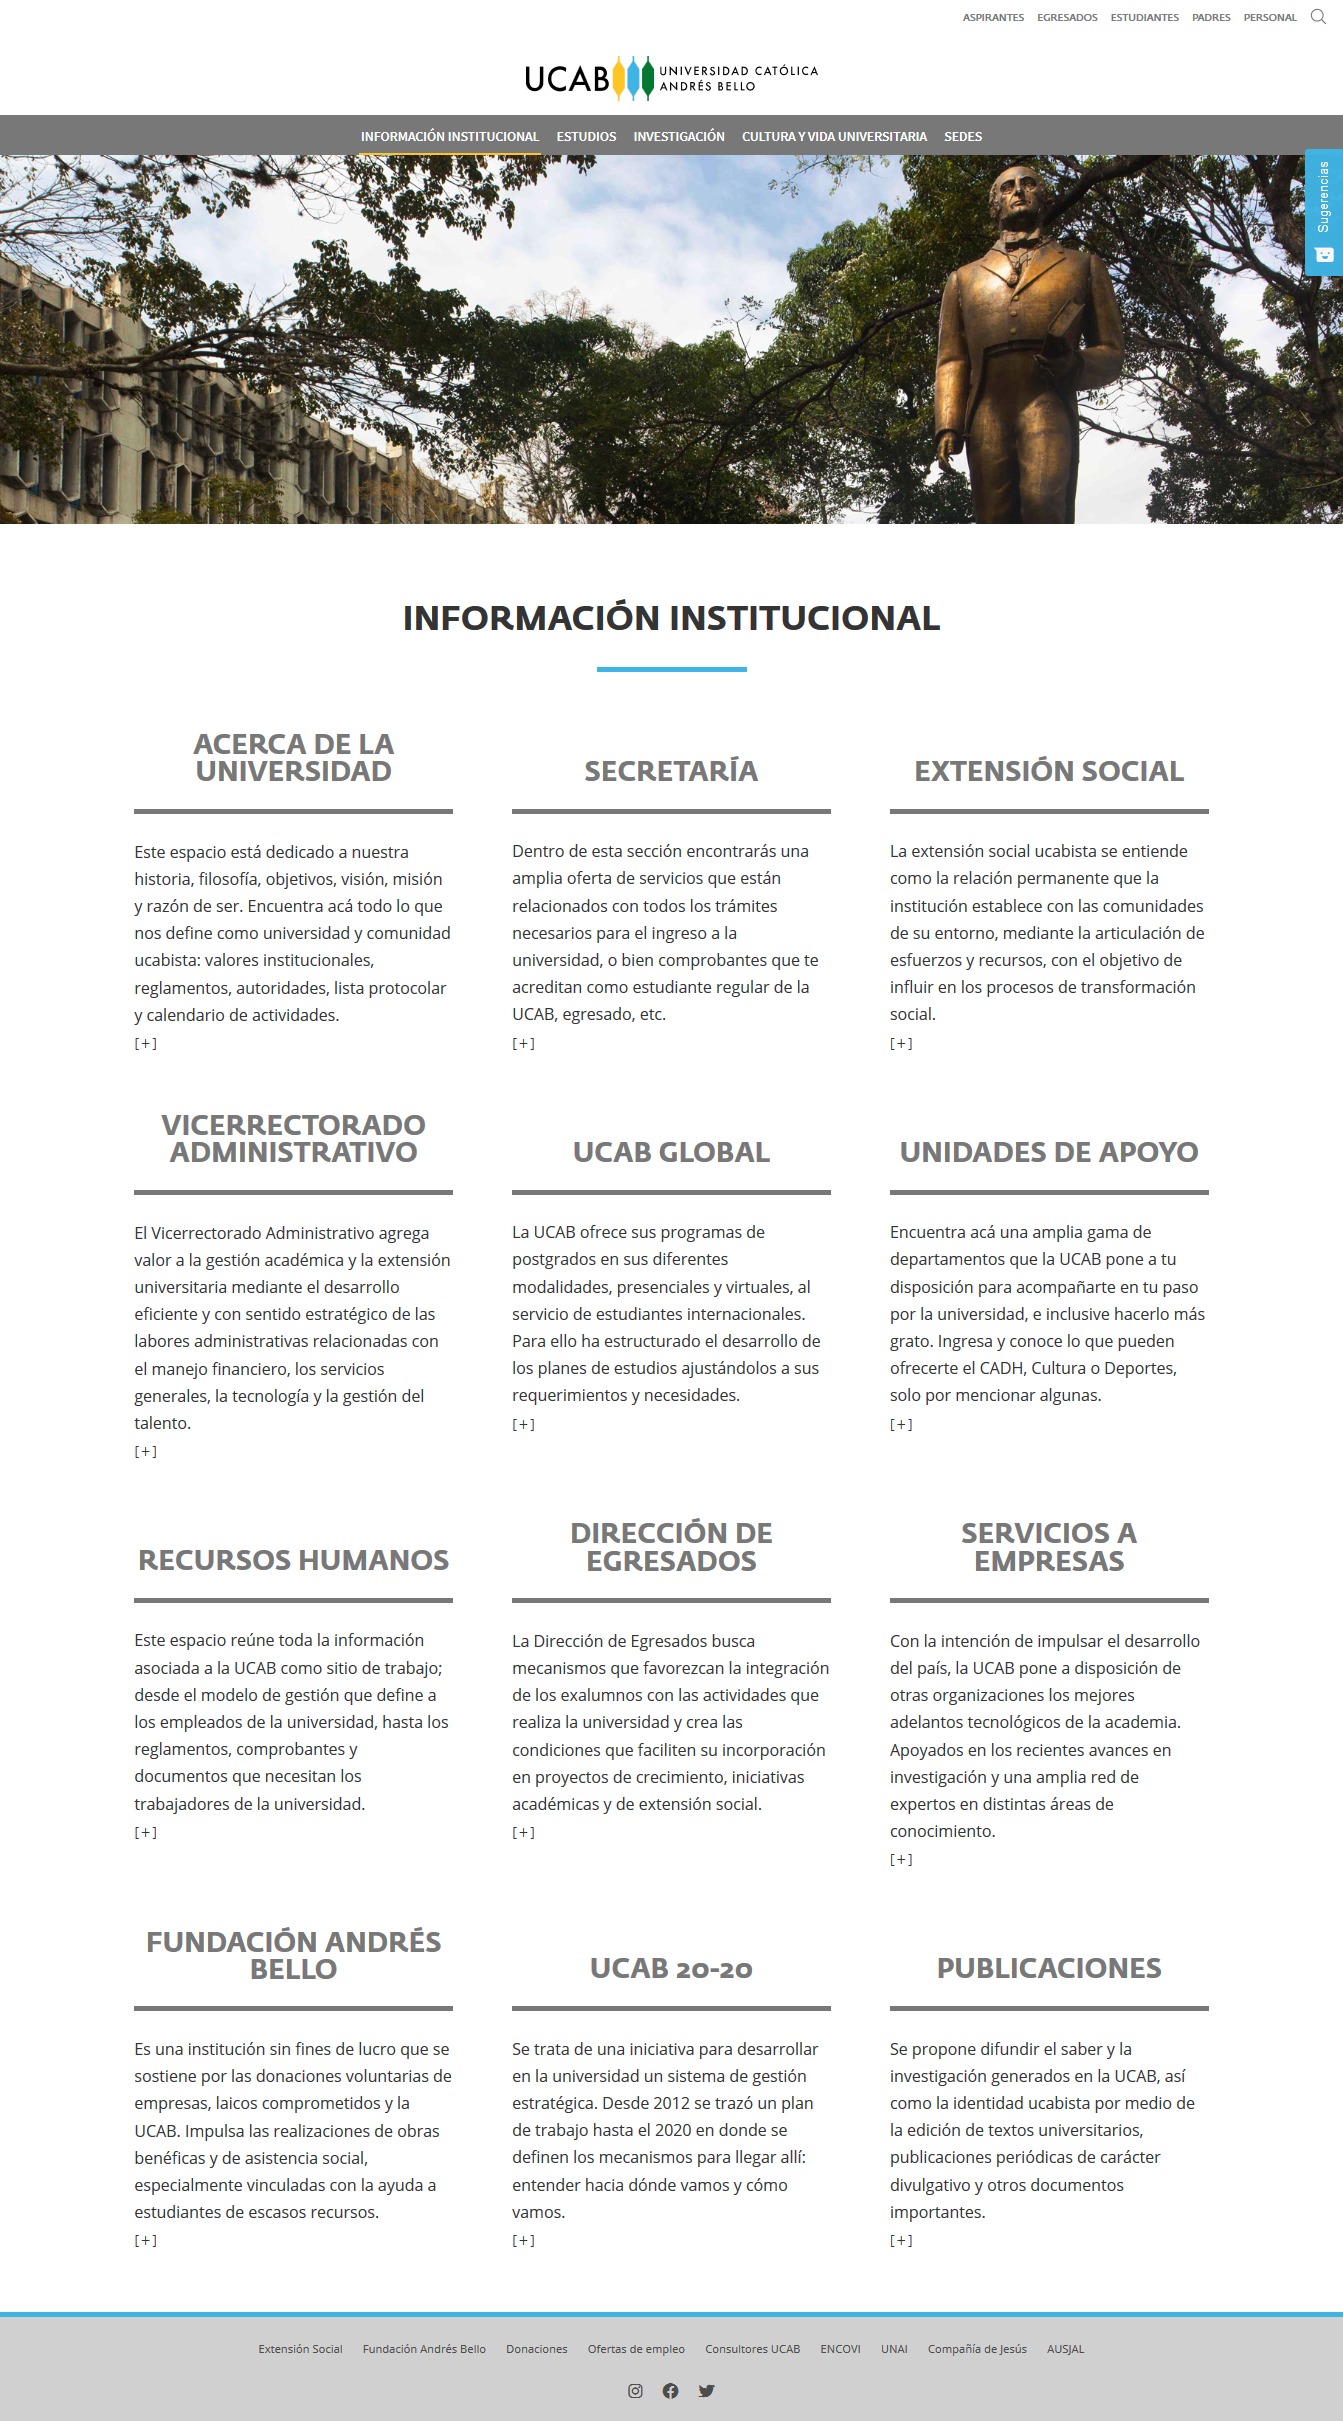 ASPIRANTES EGRESADOS ESTUDIANTES PADRES PERSONAL
UCAB UNIVERSIDAD CATÓLICA
ANDRÉS BELLO
INFORMACIÓN INSTITUCIONAL ESTUDIOS INVESTIGACIÓN CULTURA Y VIDA UNIVERSITARIA SEDES
Sugerencias
INFORMACIÓN INSTITUCIONAL
ACERCA DE LA
UNIVERSIDAD
Este espacio está dedicado a nuestra
historia, filosofía, objetivos, visión, misión
y razón de ser. Encuentra acá todo lo que
nos define como universidad y comunidad
ucabista: valores institucionales,
reglamentos, autoridades, lista protocolar
y calendario de actividades.
[+]
SECRETARÍA
Dentro de esta sección encontrarás una
amplia oferta de servicios que están
relacionados con todos los trámites
necesarios para el ingreso a la
universidad, o bien comprobantes que te
acreditan como estudiante regular de la
UCAB, egresado, etc.
[+]
EXTENSIÓN SOCIAL
La extensión social ucabista se entiende
como la relación permanente que la
institución establece con las comunidades
de su entorno, mediante la articulación de
esfuerzos y recursos, con el objetivo de
influir en los procesos de transformación
social.
[+]
VICERRECTORADO
ADMINISTRATIVO
El Vicerrectorado Administrativo agrega
valor a la gestión académica y la extensión
universitaria mediante el desarrollo
eficiente y con sentido estratégico de las
labores administrativas relacionadas con
el manejo financiero, los servicios
generales, la tecnología y la gestión del
talento.
[+]
UCAB GLOBAL
La UCAB ofrece sus programas de
postgrados en sus diferentes
modalidades, presenciales y virtuales, al
servicio de estudiantes internacionales.
Para ello ha estructurado el desarrollo de
los planes de estudios ajustándolos a sus
requerimientos y necesidades.
[+]
UNIDADES DE APOYO
Encuentra acá una amplia gama de
departamentos que la UCAB pone a tu
disposición para acompañarte en tu paso
por la universidad, e inclusive hacerlo más
grato. Ingresa y conoce lo que pueden
ofrecerte el CADH, Cultura o Deportes,
solo por mencionar algunas.
[+]
RECURSOS HUMANOS
Este espacio reúne toda la información
asociada a la UCAB como sitio de trabajo;
desde el modelo de gestión que define a
los empleados de la universidad, hasta los
reglamentos, comprobantes y
documentos que necesitan los
trabajadores de la universidad.
[+]
DIRECCIÓN DE
EGRESADOS
La Dirección de Egresados busca
mecanismos que favorezcan la integración
de los exalumnos con las actividades que
realiza la universidad y crea las
condiciones que faciliten su incorporación
en proyectos de crecimiento, iniciativas
académicas y de extensión social.
[+]
SERVICIOS A
EMPRESAS
Con la intención de impulsar el desarrollo
del país, la UCAB pone a disposición de
otras organizaciones los mejores
adelantos tecnológicos de la academia.
Apoyados en los recientes avances en
investigación y una amplia red de
expertos en distintas áreas de
conocimiento.
[+]
FUNDACIÓN ANDRÉS
BELLO
Es una institución sin fines de lucro que se
sostiene por las donaciones voluntarias de
empresas, laicos comprometidos y la
UCAB. Impulsa las realizaciones de obras
benéficas y de asistencia social,
especialmente vinculadas con la ayuda a
estudiantes de escasos recursos.
[+]
UCAB 20-20
Se trata de una iniciativa para desarrollar
en la universidad un sistema de gestión
estratégica. Desde 2012 se trazó un plan
de trabajo hasta el 2020 en donde se
definen los mecanismos para llegar allí:
entender hacia dónde vamos y cómo
vamos.
[+]
PUBLICACIONES
Se propone difundir el saber y la
investigación generados en la UCAB, así
como la identidad ucabista por medio de
la edición de textos universitarios,
publicaciones periódicas de carácter
divulgativo y otros documentos
importantes.
[+]
Extensión Social Fundación Andrés Bello Donaciones Ofertas de empleo Consultores UCAB ENCOVI UNAI Compañía de Jesús AUSJAL